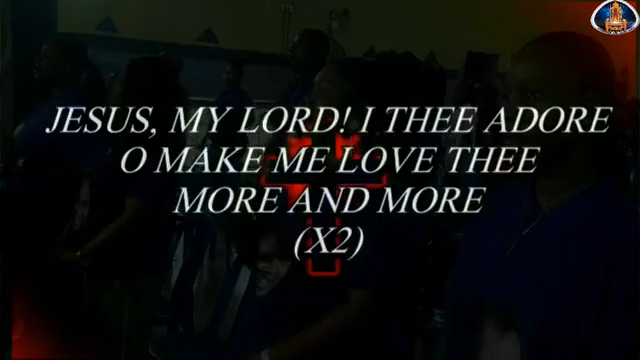 JESUS, MY LORD! I THEE ADORE
O MAKE ME LOVE THEE
MORE AND MORE
(X2)